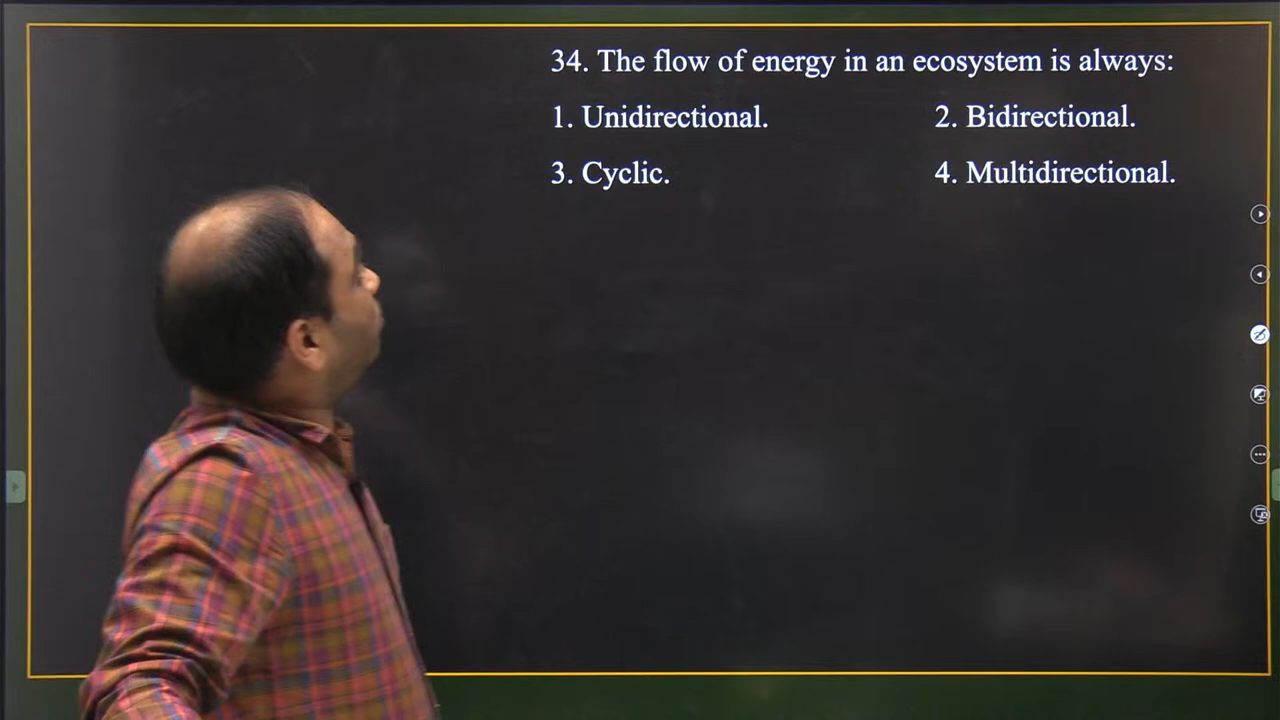 34. The flow of energy in an ecosystem is always:
1. Unidirectional. 2. Bidirectional.
3. Cyclic. 4. Multidirectional.